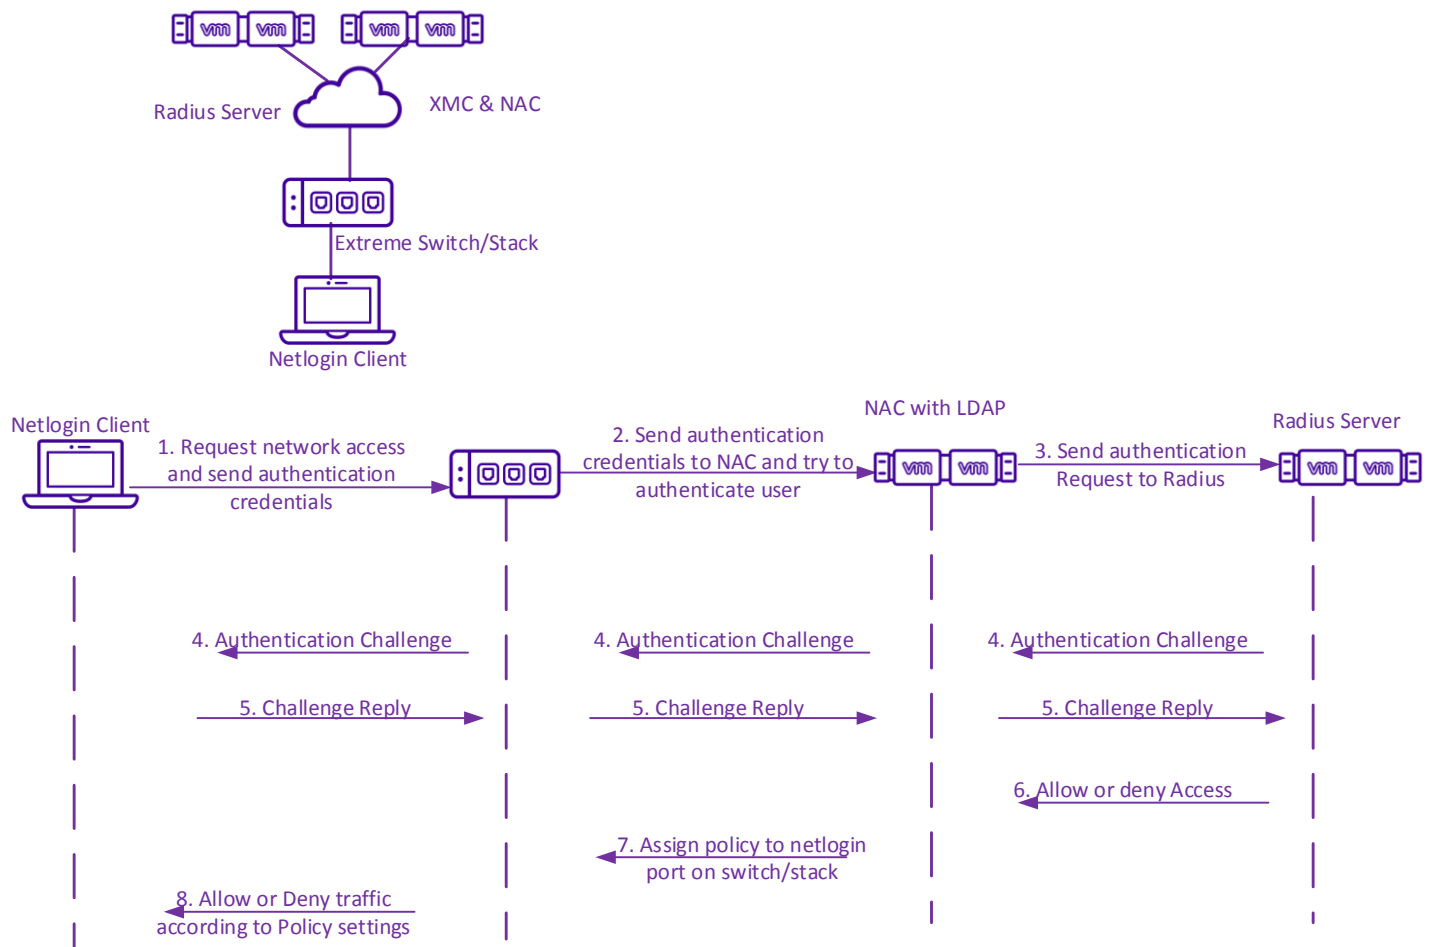 vm vm vm vm
Radius Server
XMC & NAC
Extreme Switch/Stack
Netlogin Client
Netlogin Client
NAC with LDAP
Radius Server
1. Request network access
and send authentication
credentials
2. Send authentication
credentials to NAC and try to
authenticate user
vm vm
3. Send authentication
Request to Radius
vm vm
4. Authentication Challenge
4. Authentication Challenge
4. Authentication Challenge
5. Challenge Reply
5. Challenge Reply
5. Challenge Reply
6. Allow or deny Access
7. Assign policy to netlogin
port on switch/stack
8. Allow or Deny traffic
according to Policy settings